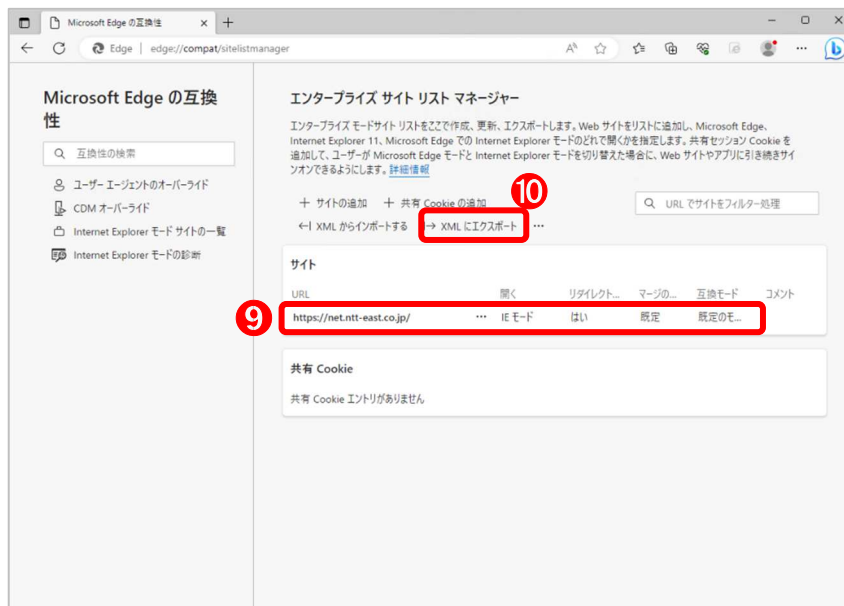 Microsoft Edge の互換性
Edge | edge://compat/sitelistmanager
Microsoft Edge の互換
性
互換性の検索
ユーザー エージェントのオーバーライド
CDM オーバーライド
Internet Explorer モード サイトの一覧
Internet Explorer モードの診断
エンタープライズ サイト リスト マネージャー
エンタープライズ モードサイト リストをここで作成、更新、エクスポートします。Web サイトをリストに追加し、Microsoft Edge、
Internet Explorer 11、Microsoft Edge での Internet Explorer モードのどれで開くかを指定します。共有セッション Cookie を
追加して、ユーザーが Microsoft Edge モードと Internet Explorer モードを切り替えた場合に、Web サイトやアプリに引き続きサイ
ンオンできるようにします。詳細情報
❿
＋ サイトの追加 ＋ 共有 Cookie の追加
URL でサイトをフィルター処理
XML からインポートする XML にエクスポート ···
サイト
URL 開く リダイレクト... マージの... 互換モード コメント
❾
https://net.ntt-east.co.jp/ ··· IE モード はい 既定 既定のモ...
共有 Cookie
共有 Cookie エントリがありません